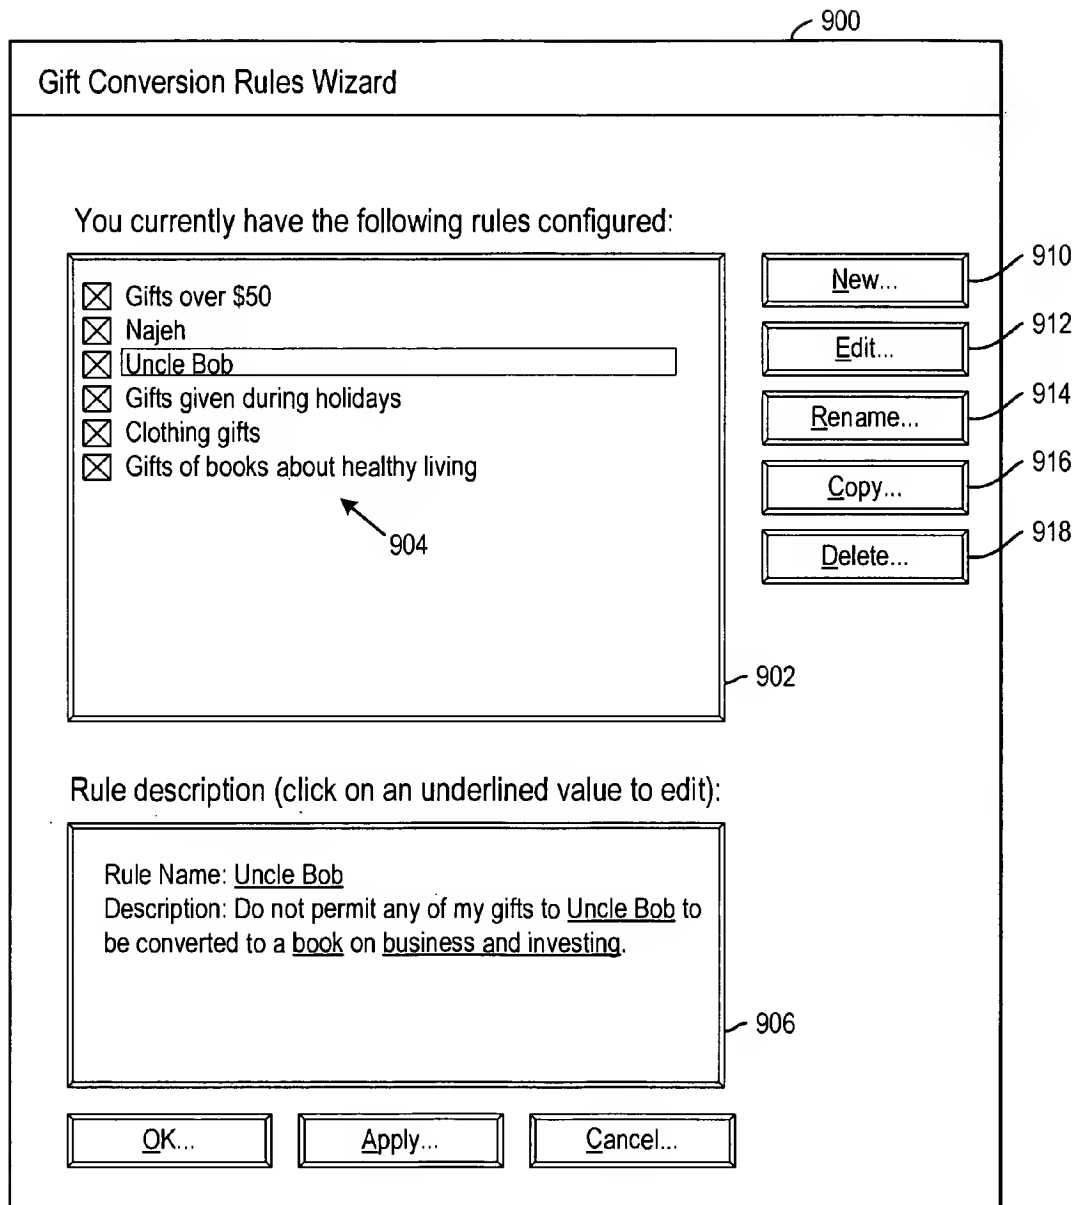 900
Gift Conversion Rules Wizard
You currently have the following rules configured:
Gifts over $50
Najeh
Uncle Bob
Gifts given during holidays
Clothing gifts
Gifts of books about healthy living
904
902
New...
910
Edit...
912
Rename...
914
Copy...
916
Delete...
918
Rule description (click on an underlined value to edit):
Rule Name: Uncle Bob
Description: Do not permit any of my gifts to Uncle Bob to
be converted to a book on business and investing.
906
OK...
Apply...
Cancel...